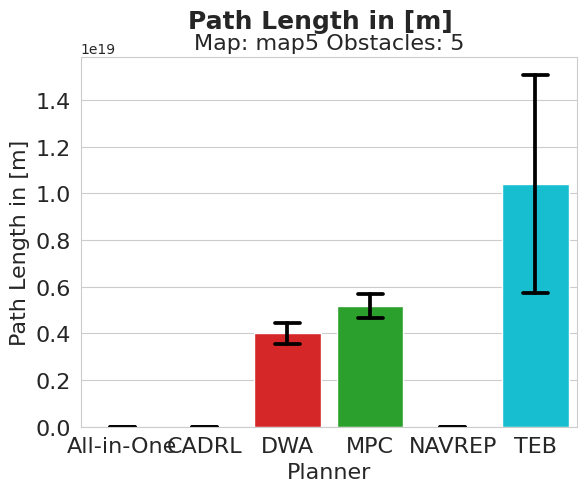 Path Length in [m]
Map: map5 Obstacles: 5
1e19
1.4
1.2
1.0
0.8
0.6
0.4
0.2
0.0
Path Length in [m]
All-in-One CADRL DWA MPC NAVREP TEB
Planner